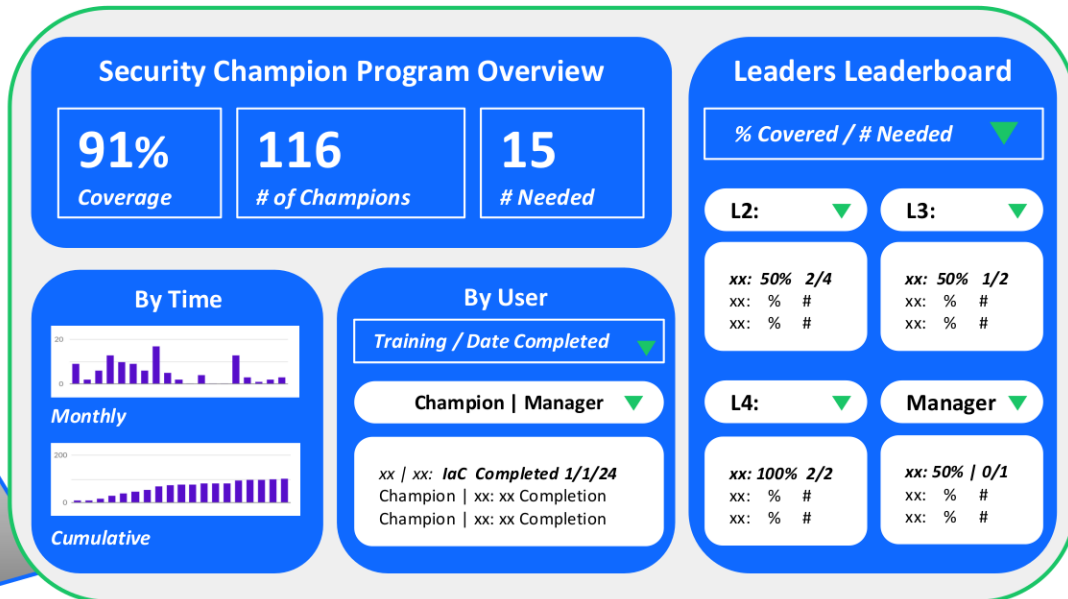 Security Champion Program Overview
91%
Coverage
116
# of Champions
15
# Needed
By Time
20
0
Monthly
200
0
Cumulative
By User
Training / Date Completed
Champion | Manager
xx | xx: IaC Completed 1/1/24
Champion | xx: xx Completion
Champion | xx: xx Completion
Leaders Leaderboard
% Covered / # Needed
L2:
xx: 50% 2/4
xx: % #
xx: % #
L3:
xx: 50% 1/2
xx: % #
xx: % #
L4:
xx: 100% 2/2
xx: % #
xx: % #
Manager
xx: 50% | 0/1
xx: % #
xx: % #